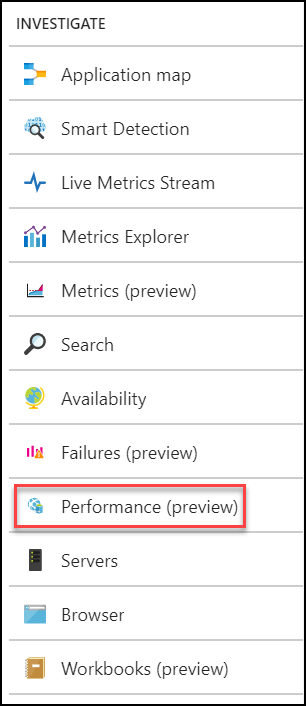 INVESTIGATE
Application map
Smart Detection
Live Metrics Stream
Metrics Explorer
Metrics (preview)
Search
Availability
Failures (preview)
Performance (preview)
Servers
Browser
Workbooks (preview)